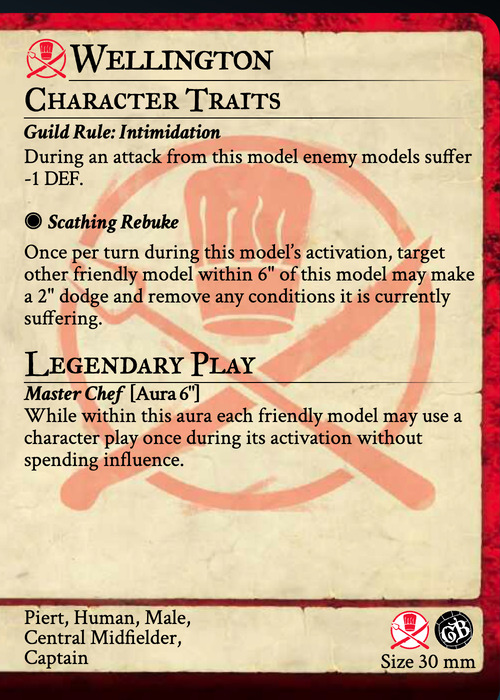 Wellington
Character Traits
Guild Rule: Intimidation
During an attack from this model enemy models suffer
-1 DEF.
Scathing Rebuke
Once per turn during this model's activation, target
other friendly model within 6" of this model may make
a 2" dodge and remove any conditions it is currently
suffering.
Legendary Play
Master Chef [Aura 6"]
While within this aura each friendly model may use a
character play once during its activation without
spending influence.
Piert, Human, Male,
Central Midfielder,
Captain
GB
Size 30 mm